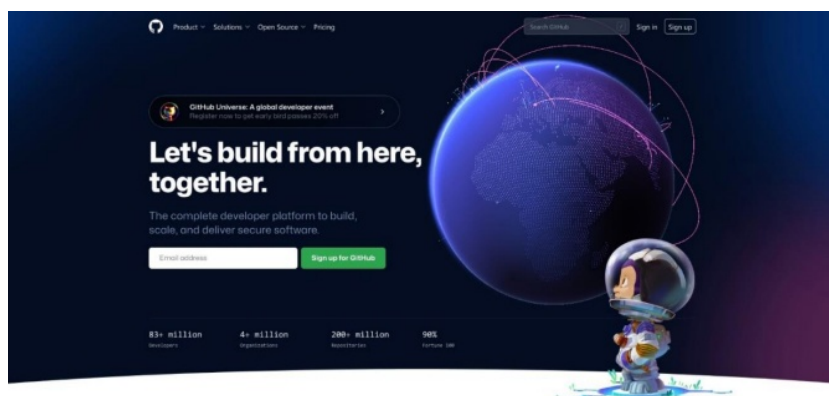 Product
Solutions
Open Source
Pricing
Search GitHub
Sign in
Sign up
GitHub Universe: A global developer event
Register now to get early bird passes 20% off
Let's build from here,
together.
The complete developer platform to build,
scale, and deliver secure software.
Email address
Sign up for GitHub
83+ million
Developers
4+ million
Organizations
200+ million
Repositories
90%
Fortune 100